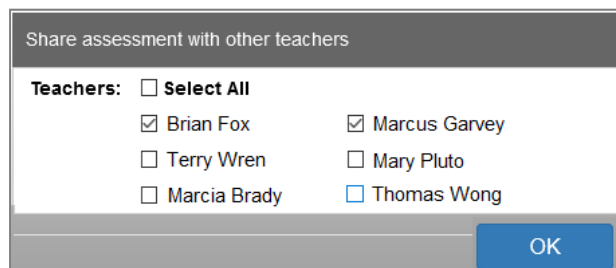 Share assessment with other teachers
Teachers: Select All
Brian Fox Marcus Garvey
Terry Wren Mary Pluto
Marcia Brady Thomas Wong
OK